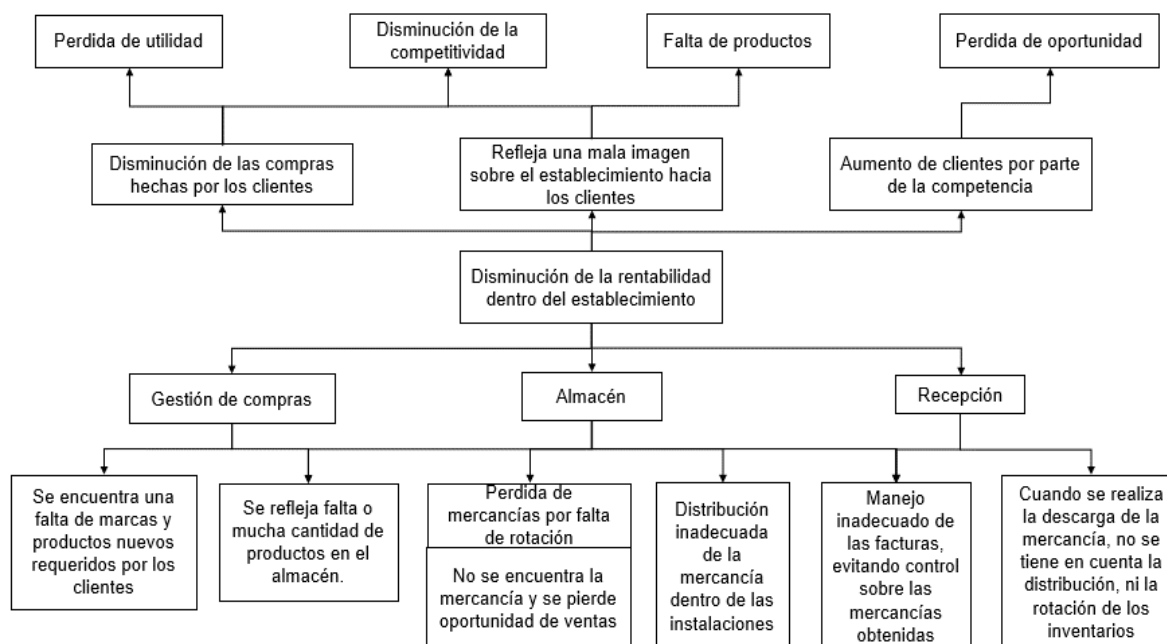 Perdida de utilidad
Disminución de la
competitividad
Falta de productos
Perdida de oportunidad
Disminución de las compras
hechas por los clientes
Refleja una mala imagen
sobre el establecimiento hacia
los clientes
Aumento de clientes por parte
de la competencia
Disminución de la rentabilidad
dentro del establecimiento
Gestión de compras
Almacén
Recepción
Se encuentra una
falta de marcas y
productos nuevos
requeridos por los
clientes
Se refleja falta o
mucha cantidad de
productos en el
almacén.
Perdida de
mercancías por falta
de rotación
No se encuentra la
mercancía y se pierde
oportunidad de ventas
Distribución
inadecuada de la
mercancía
dentro de las
instalaciones
Manejo
inadecuado de
las facturas,
evitando control
sobre las
mercancías
obtenidas
Cuando se realiza
la descarga de la
mercancía, no se
tiene en cuenta la
distribución, ni la
rotación de los
inventarios